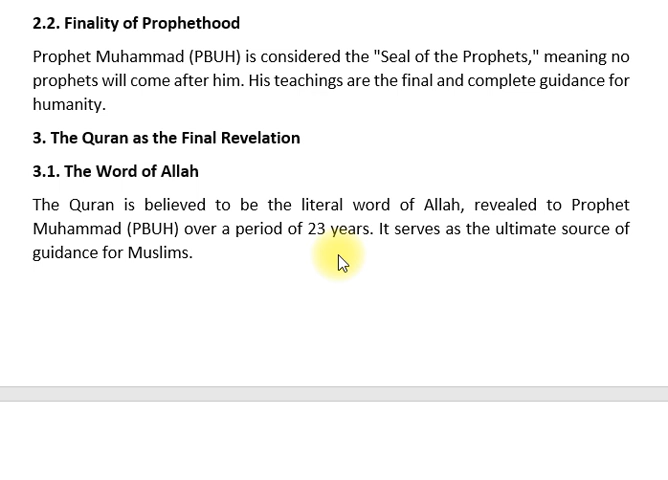 2.2. Finality of Prophethood
Prophet Muhammad (PBUH) is considered the "Seal of the Prophets," meaning no
prophets will come after him. His teachings are the final and complete guidance for
humanity.
3. The Quran as the Final Revelation
3.1. The Word of Allah
The Quran is believed to be the literal word of Allah, revealed to Prophet
Muhammad (PBUH) over a period of 23 years. It serves as the ultimate source of
guidance for Muslims.